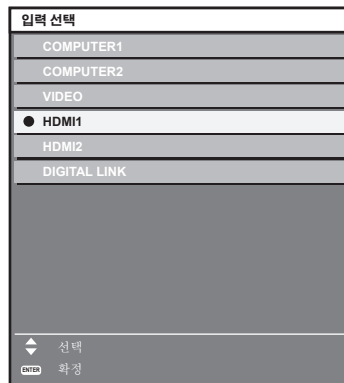 입력 선택
COMPUTER1
COMPUTER2
VIDEO
HDMI1
HDMI2
DIGITAL LINK
선택
ENTER 확정